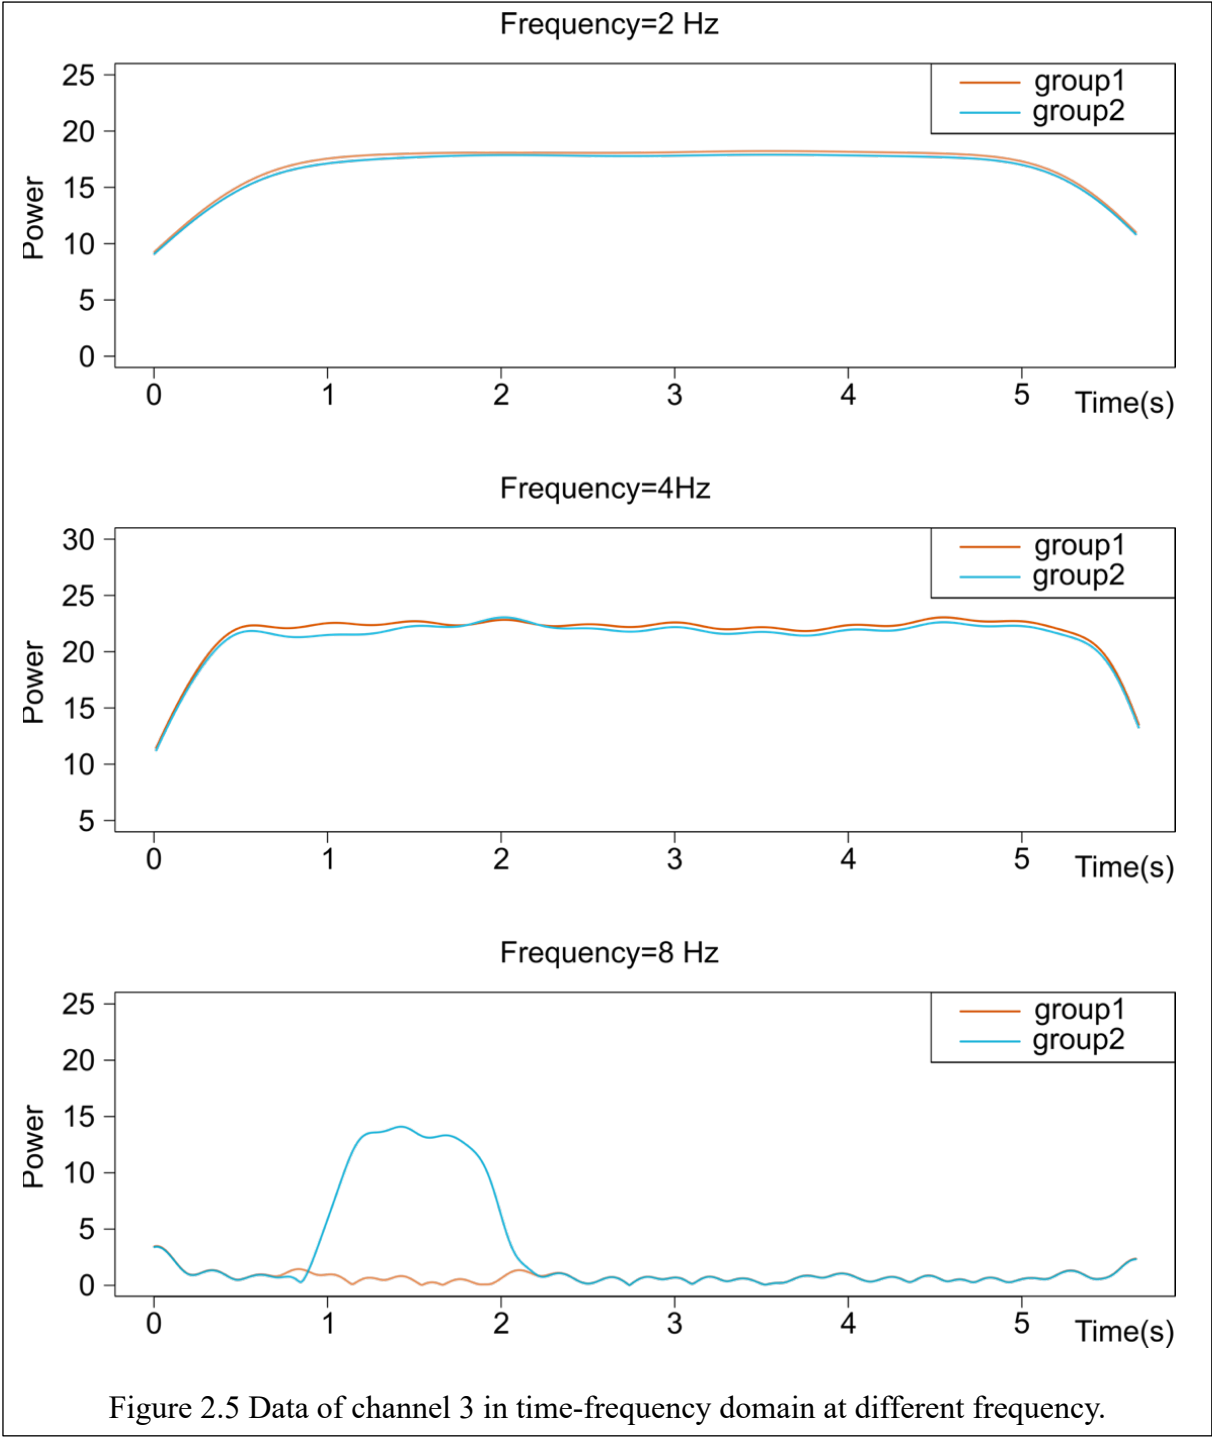 Frequency=2 Hz
group1
group2
25
20
15
10
5
0
Power
0 1 2 3 4 5 Time(s)
Frequency=4Hz
group1
group2
30
25
20
15
10
5
Power
0 1 2 3 4 5 Time(s)
Frequency=8 Hz
group1
group2
25
20
15
10
5
0
Power
0 1 2 3 4 5 Time(s)
Figure 2.5 Data of channel 3 in time-frequency domain at different frequency.